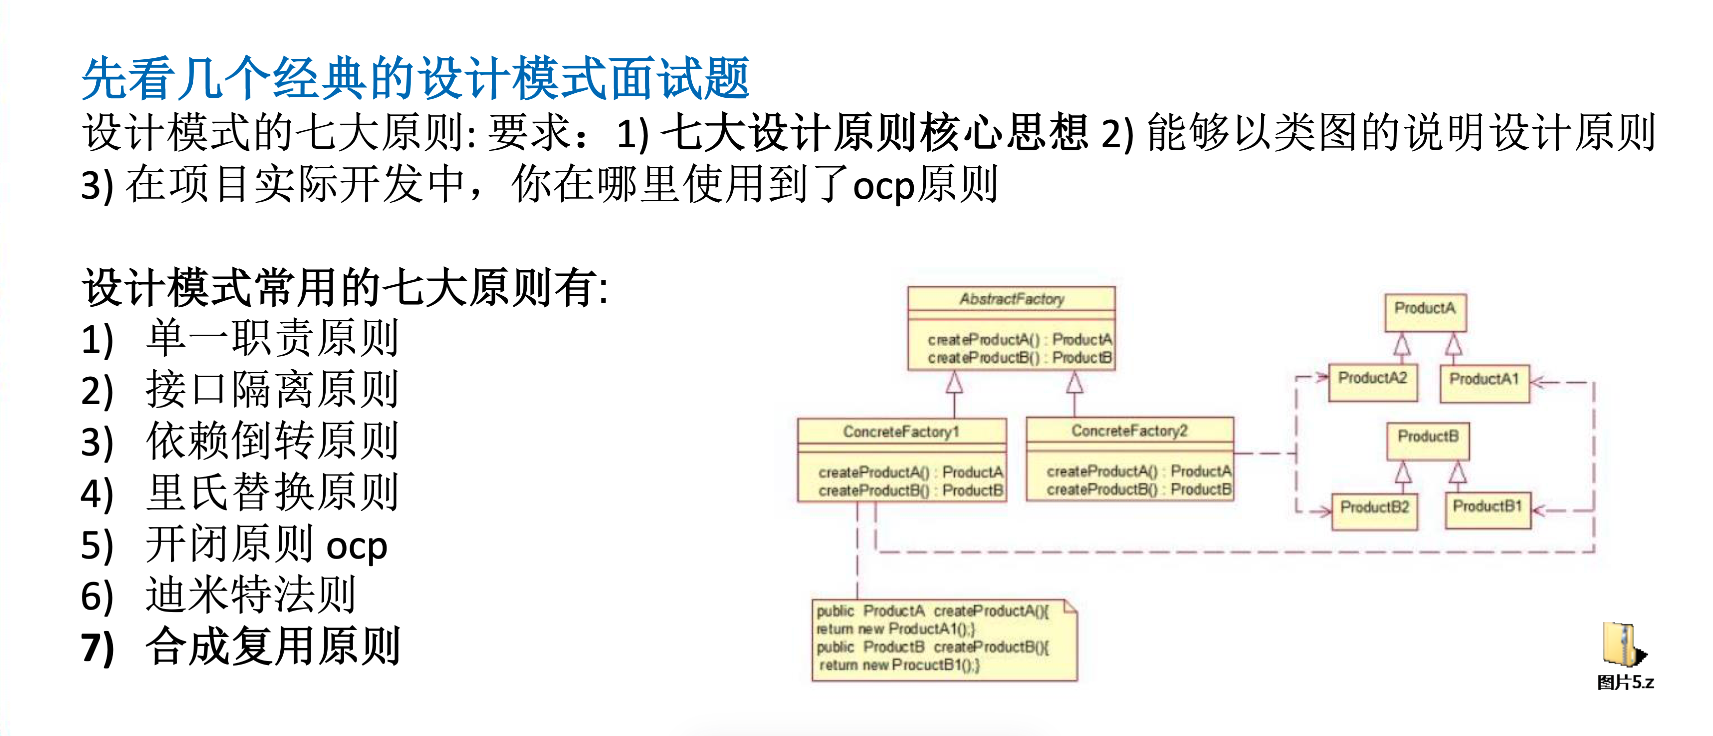 先看几个经典的设计模式面试题
设计模式的七大原则: 要求：1) 七大设计原则核心思想 2) 能够以类图的说明设计原则
3) 在项目实际开发中，你在哪里使用到了ocp原则
设计模式常用的七大原则有:
1) 单一职责原则
2) 接口隔离原则
3) 依赖倒转原则
4) 里氏替换原则
5) 开闭原则 ocp
6) 迪米特法则
7) 合成复用原则
AbstractFactory
createProductA() : ProductA
createProductB() : ProductB
ConcreteFactory1
createProductA() : ProductA
createProductB() : ProductB
ConcreteFactory2
createProductA() : ProductA
createProductB() : ProductB
ProductA
ProductA2
ProductA1
ProductB
ProductB2
ProductB1
public ProductA createProductA(){
return new ProductA1();}
public ProductB createProductB(){
return new ProcuctB1();}
图片5.z